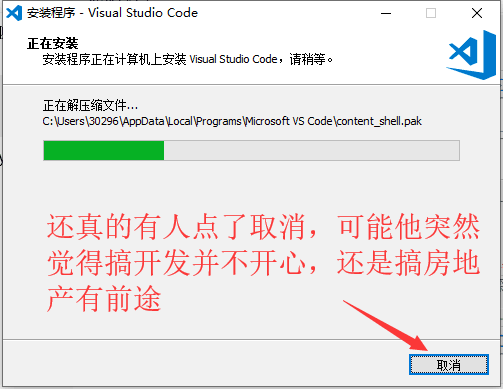 安装程序 - Visual Studio Code
正在安装
安装程序正在计算机上安装 Visual Studio Code，请稍等。
正在解压缩文件...
C:\Users\30296\AppData\Local\Programs\Microsoft VS Code\content_shell.pak
还真的有人点了取消，可能他突然
觉得搞开发并不开心，还是搞房地
产有前途
取消